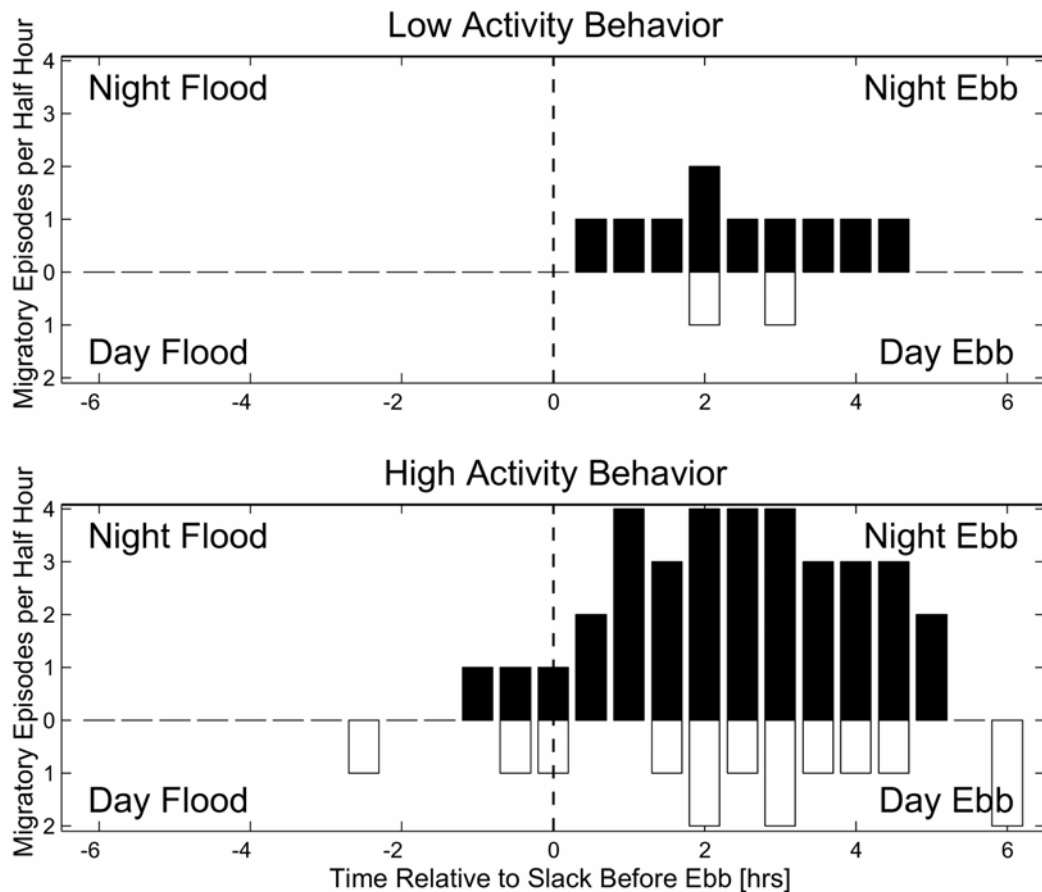 Low Activity Behavior
Migratory Episodes per Half Hour
4
3
2
1
0
1
2
Night Flood
Night Ebb
Day Flood
Day Ebb
-6
-4
-2
0
2
4
6
High Activity Behavior
Migratory Episodes per Half Hour
4
3
2
1
0
1
2
Night Flood
Night Ebb
Day Flood
Day Ebb
-6
-4
-2
0
2
4
6
Time Relative to Slack Before Ebb [hrs]